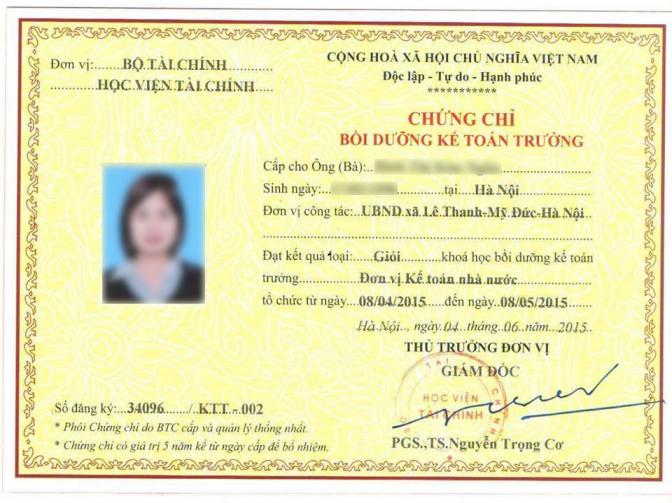 Đơn vị:......BỘ TÀI CHÍNH
HỌC VIỆN TÀI CHÍNH
CỘNG HOÀ XÃ HỘI CHỦ NGHĨA VIỆT NAM
Độc lập - Tự do - Hạnh phúc
***********
CHỨNG CHỈ
BỒI DƯỠNG KẾ TOÁN TRƯỞNG
Cấp cho Ông (Bà):
Sinh ngày: tại Hà Nội
Đơn vị công tác: UBND xã Lê Thanh-Mỹ Đức-Hà Nội
Đạt kết quả loại: Giỏi khoá học bồi dưỡng kế toán
trưởng Đơn vị Kế toán nhà nước
tổ chức từ ngày 08/04/2015 đến ngày 08/05/2015
Hà Nội, ngày 04 tháng 06 năm 2015
THỦ TRƯỞNG ĐƠN VỊ
GIÁM ĐỐC
HỌC VIỆN
TÀI CHÍNH
PGS.,TS.Nguyễn Trọng Cơ
Số đăng ký: 34096 / KTT - 002
* Phôi Chứng chỉ do BTC cấp và quản lý thống nhất.
* Chứng chỉ có giá trị 5 năm kể từ ngày cấp để bổ nhiệm.